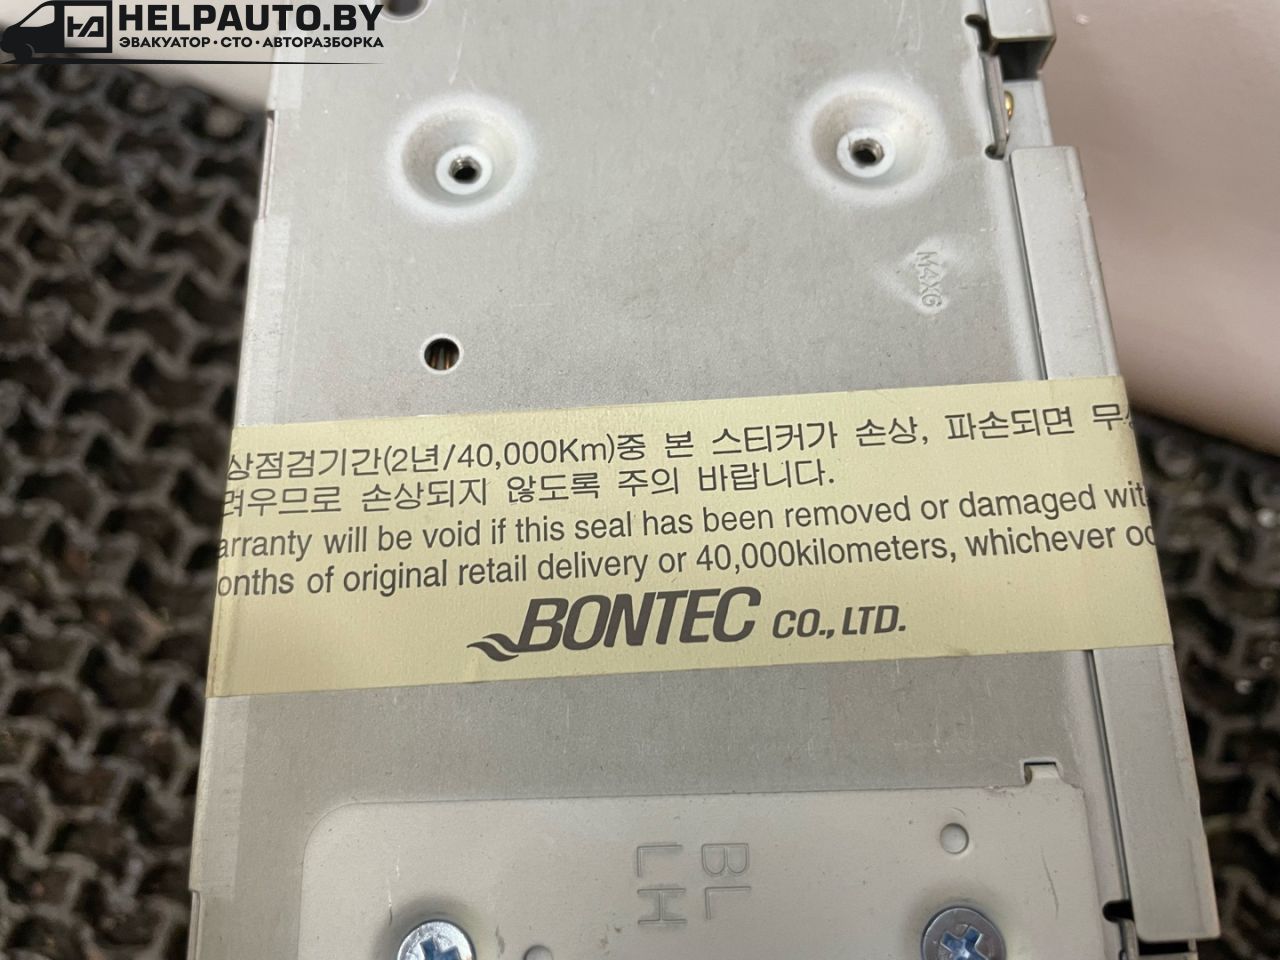 HELPAUTO.BY
ЭВАКУАТОР • СТО • АВТОРАЗБОРКА
M4X6
상점검기간(2년/40,000Km)중 본 스티커가 손상, 파손되면 무
려우므로 손상되지 않도록 주의 바랍니다.
arranty will be void if this seal has been removed or damaged wit
onths of original retail delivery or 40,000kilometers, whichever oc
BONTEC CO., LTD.
BL
LH